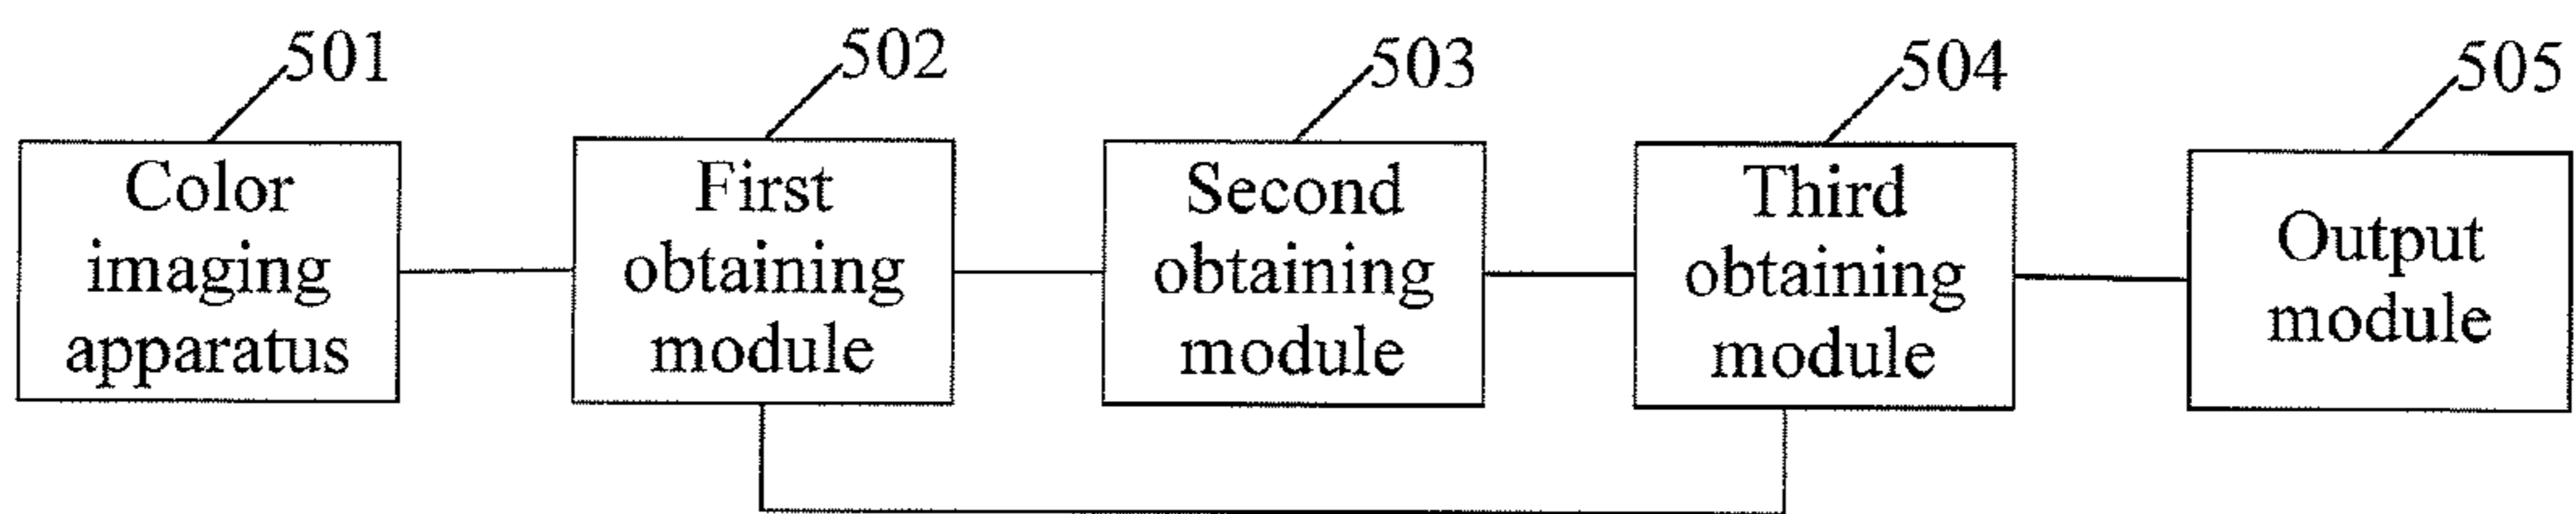 501
502
503
504
505
Color
imaging
apparatus
First
obtaining
module
Second
obtaining
module
Third
obtaining
module
Output
module